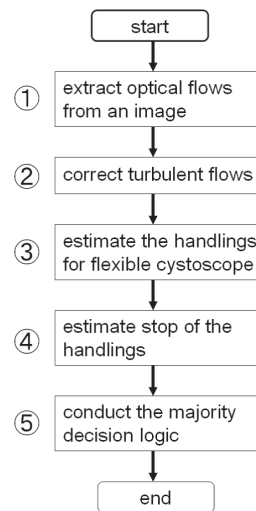 start
① extract optical flows
from an image
② correct turbulent flows
③ estimate the handlings
for flexible cystoscope
④ estimate stop of the
handlings
⑤ conduct the majority
decision logic
end